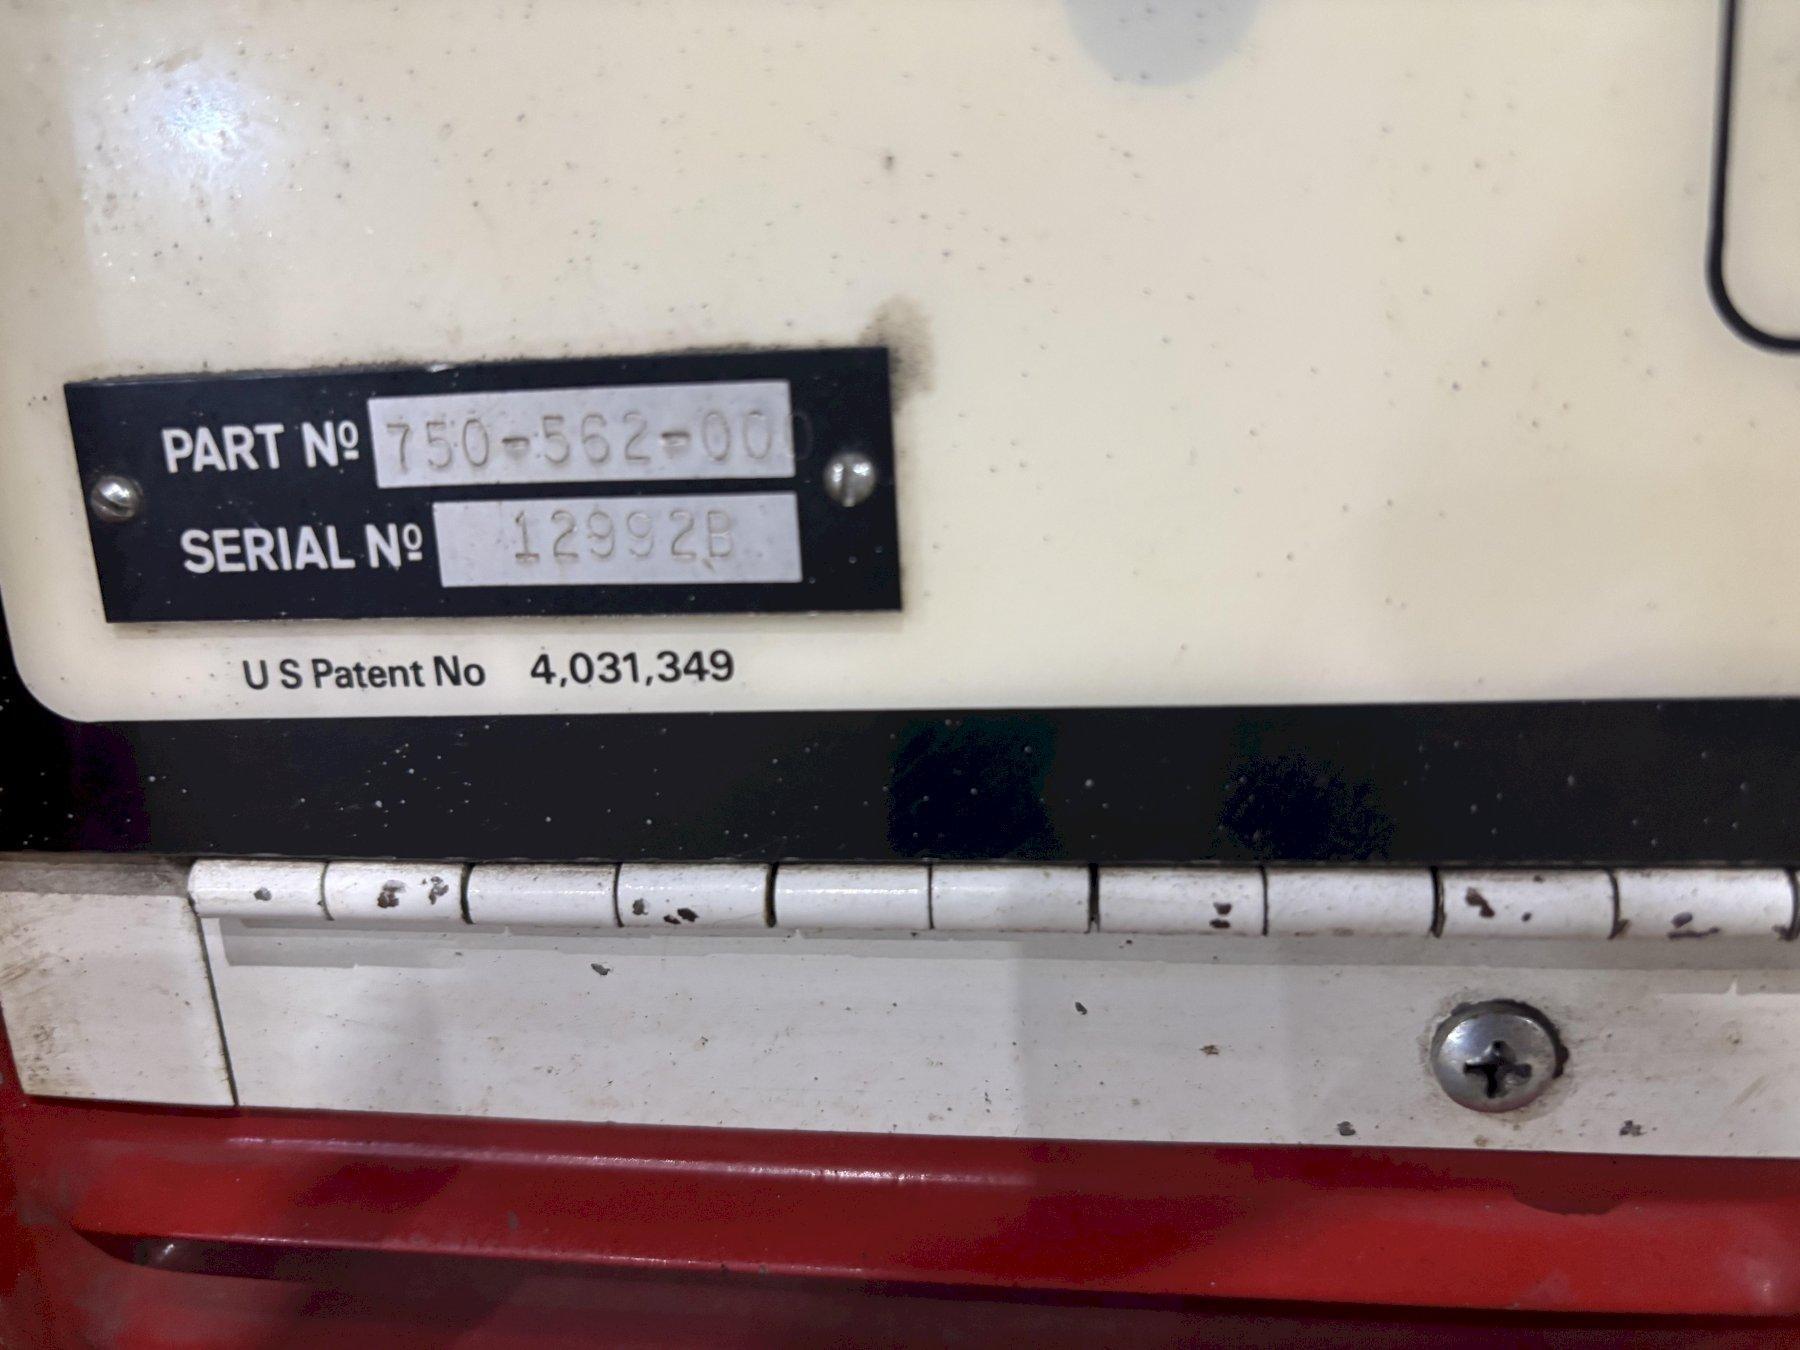 PART Nº 750-562-000
SERIAL Nº 12992B
U S Patent No 4,031,349